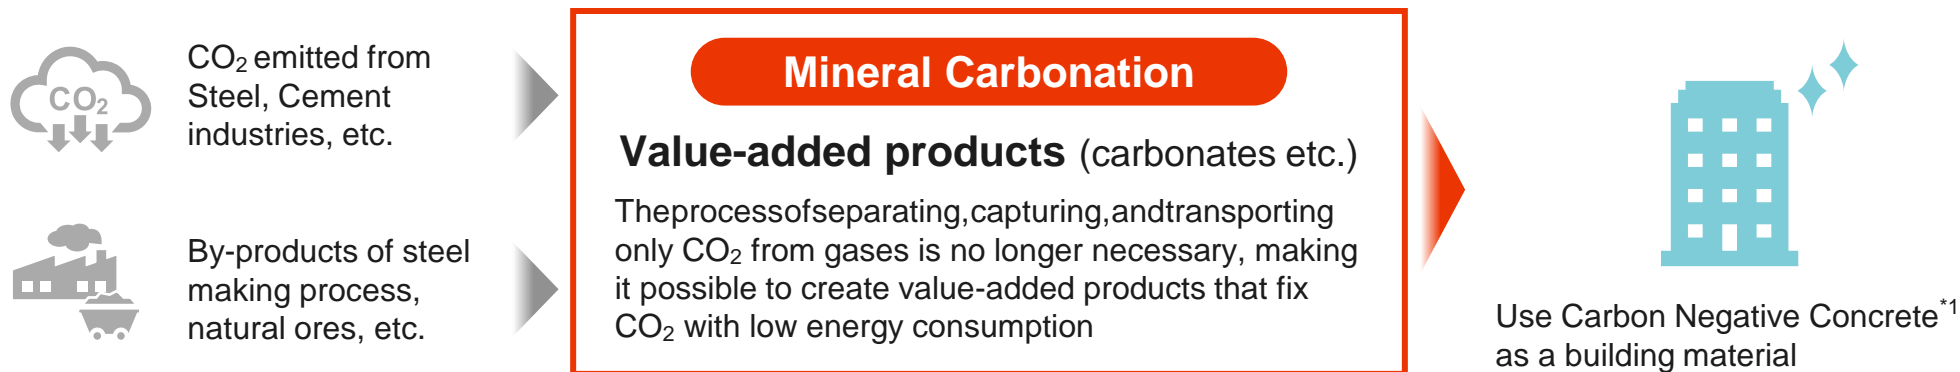 CO₂
CO₂ emitted from
Steel, Cement
industries, etc.
By-products of steel
making process,
natural ores, etc.
Mineral Carbonation
Value-added products (carbonates etc.)
Theprocessofseparating,capturing,andtransporting
only CO₂ from gases is no longer necessary, making
it possible to create value-added products that fix
CO₂ with low energy consumption
Use Carbon Negative Concrete*1
as a building material